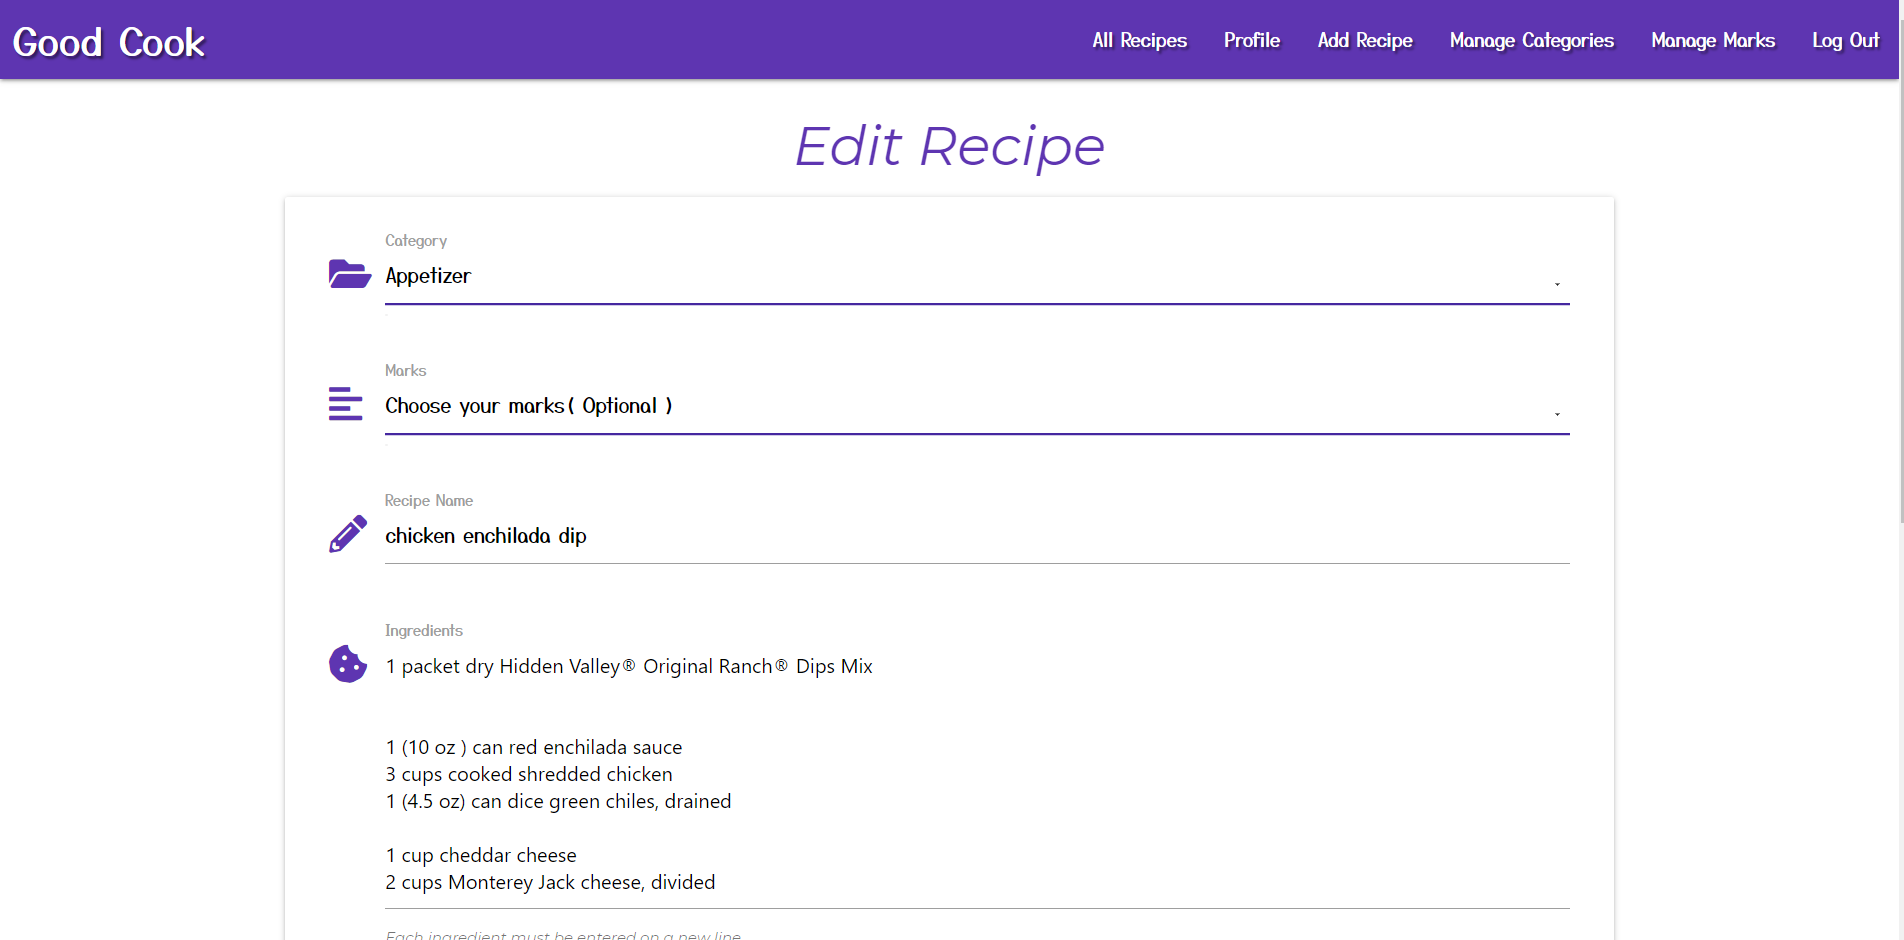 Good Cook
All Recipes Profile Add Recipe Manage Categories Manage Marks Log Out
Edit Recipe
Category
Appetizer
Marks
Choose your marks( Optional )
Recipe Name
chicken enchilada dip
Ingredients
1 packet dry Hidden Valley® Original Ranch® Dips Mix
1 (10 oz ) can red enchilada sauce
3 cups cooked shredded chicken
1 (4.5 oz) can dice green chiles, drained
1 cup cheddar cheese
2 cups Monterey Jack cheese, divided
Each ingredient must be entered on a new line